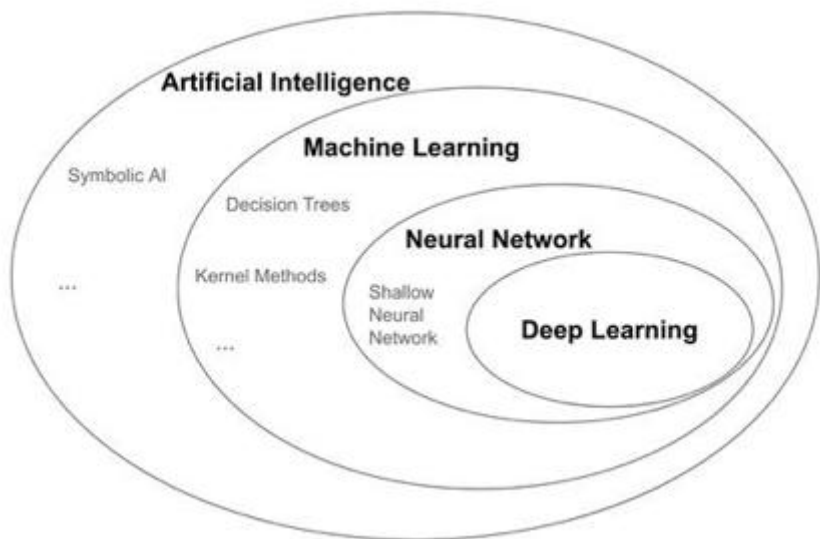 Artificial Intelligence
Machine Learning
Symbolic AI
Decision Trees
Neural Network
Kernel Methods
...
Shallow
Neural
Network
Deep Learning
...